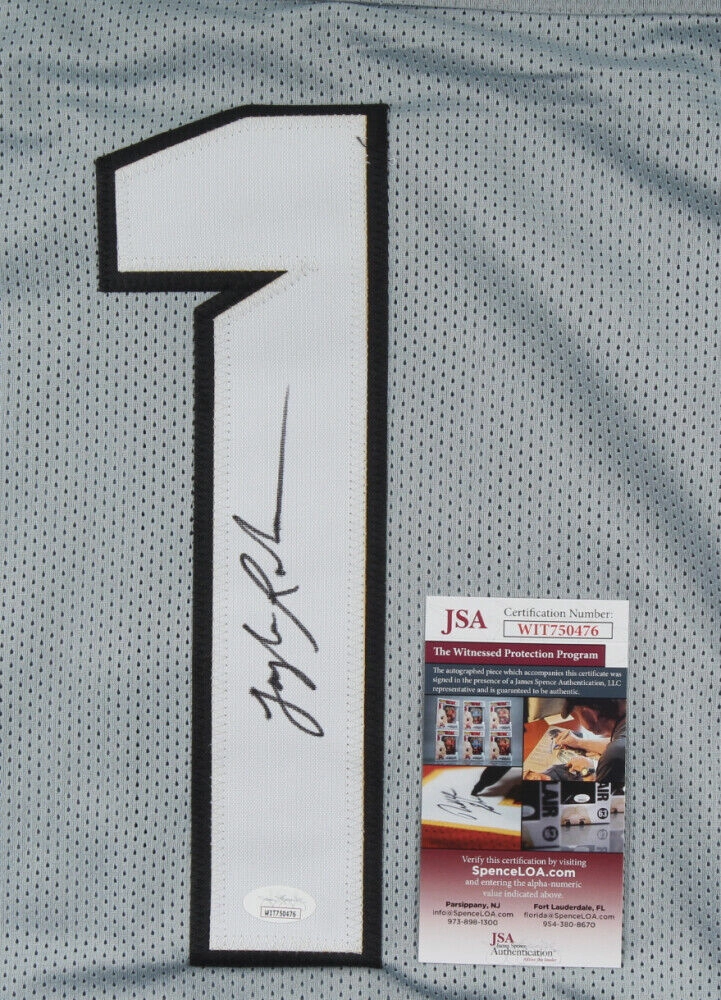 1
JSA
Certification Number:
WIT750476
The Witnessed Protection Program
The autographed piece which accompanies this certificate was
signed in the presence of a James Spence Authentication, LLC
representative and is guaranteed to be authentic.
Verify this certification by visiting
SpenceLOA.com
and entering the alpha-numeric
value indicated above.
Parsippany, NJ
info@SpenceLOA.com
973-898-1300
Fort Lauderdale, FL
florida@SpenceLOA.com
954-380-8670
JSA
James Spence
Authentication
WIT750476